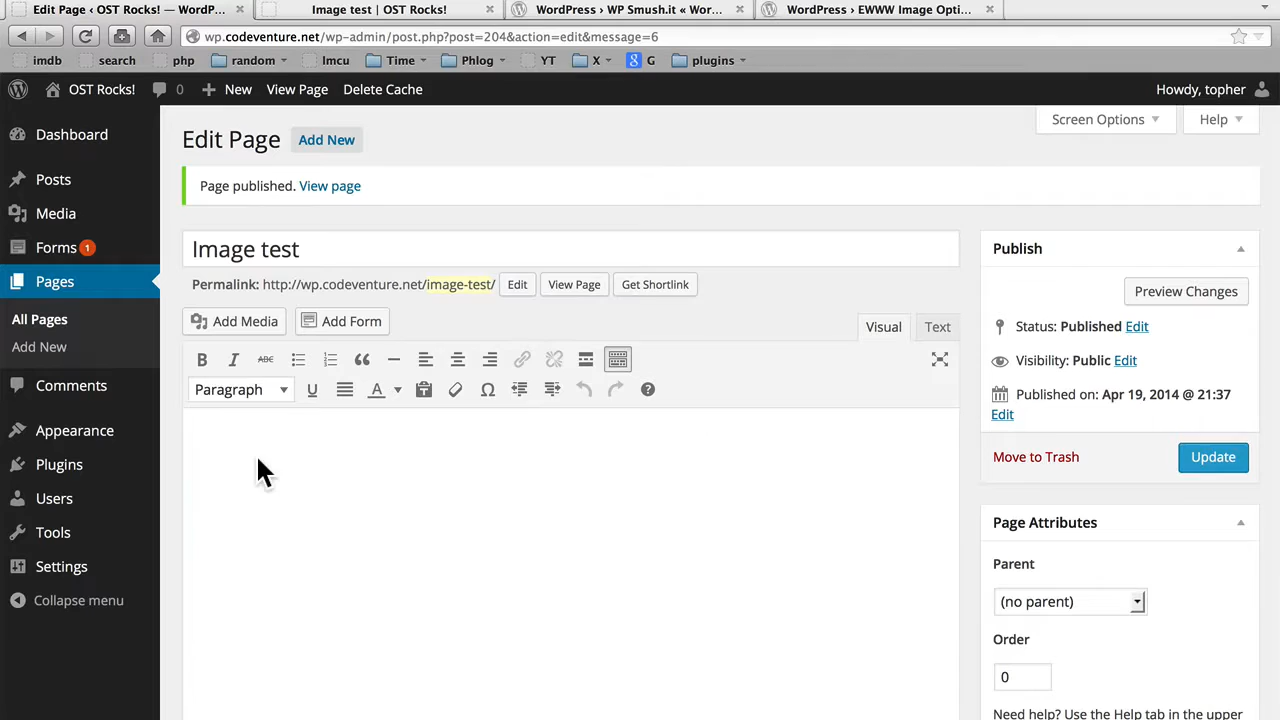 Edit Page ‹ OST Rocks! — WordP...
Image test | OST Rocks!
WordPress › WP Smush.it « Wor...
WordPress › EWWW Image Opti...
wp.codeventure.net/wp-admin/post.php?post=204&action=edit&message=6
imdb
search
php
random
lmcu
Time
Phlog
YT
X
G
plugins
OST Rocks!
0
New
View Page
Delete Cache
Howdy, topher
Dashboard
Posts
Media
Forms 1
Pages
All Pages
Add New
Comments
Appearance
Plugins
Users
Tools
Settings
Collapse menu
Screen Options
Help
Edit Page Add New
Page published. View page
Image test
Permalink: http://wp.codeventure.net/image-test/ Edit View Page Get Shortlink
Add Media
Add Form
Visual
Text
B I ABC
Paragraph
U A
Publish
Preview Changes
Status: Published Edit
Visibility: Public Edit
Published on: Apr 19, 2014 @ 21:37
Edit
Move to Trash
Update
Page Attributes
Parent
(no parent)
Order
0
Need help? Use the Help tab in the upper